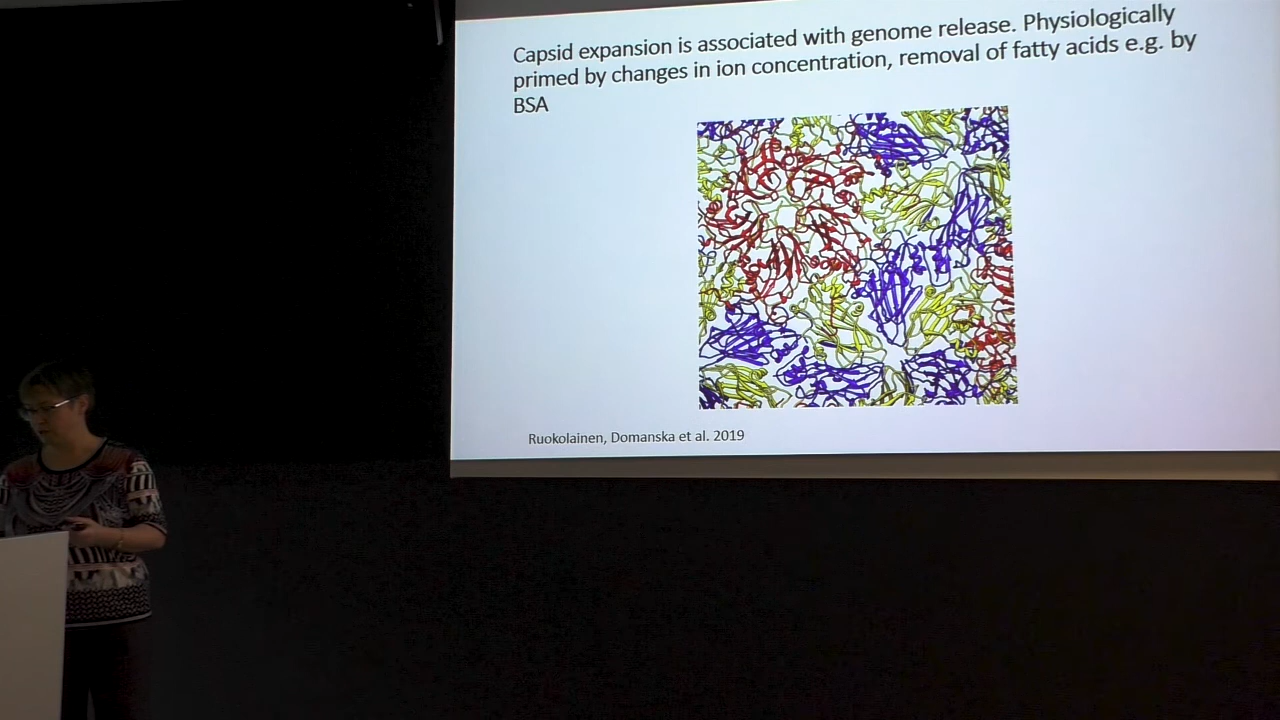 Capsid expansion is associated with genome release. Physiologically
primed by changes in ion concentration, removal of fatty acids e.g. by
BSA
Ruokolainen, Domanska et al. 2019